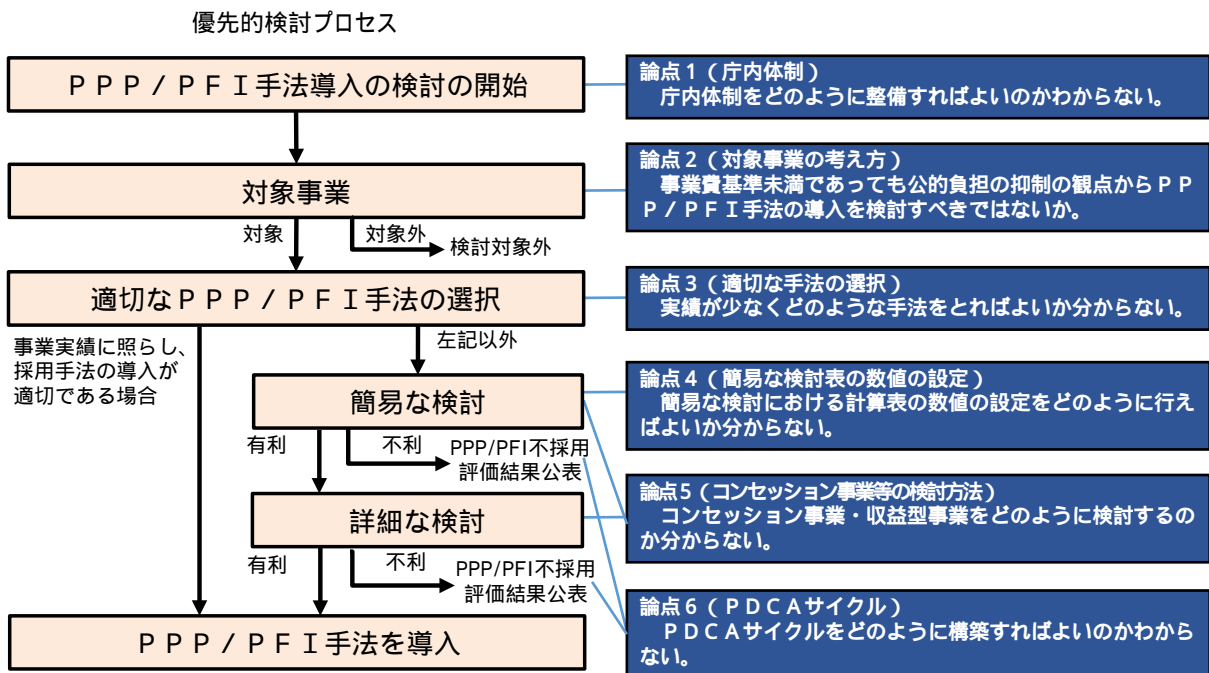 優先的検討プロセス
ＰＰＰ/ＰＦＩ手法導入の検討の開始
対象事業
対象
対象外
検討対象外
適切なＰＰＰ/ＰＦＩ手法の選択
事業実績に照らし、
採用手法の導入が
適切である場合
左記以外
簡易な検討
有利
不利
PPP/PFI不採用
評価結果公表
詳細な検討
有利
不利
PPP/PFI不採用
評価結果公表
ＰＰＰ/ＰＦＩ手法を導入
論点１（庁内体制）
庁内体制をどのように整備すればよいのかわからない。
論点２（対象事業の考え方）
事業費基準未満であっても公的負担の抑制の観点からＰＰ
Ｐ/ＰＦＩ手法の導入を検討すべきではないか。
論点３（適切な手法の選択）
実績が少なくどのような手法をとればよいか分からない。
論点４（簡易な検討表の数値の設定）
簡易な検討における計算表の数値の設定をどのように行え
ばよいか分からない。
論点５（コンセッション事業等の検討方法）
コンセッション事業・収益型事業をどのように検討するの
か分からない。
論点６（ＰＤＣＡサイクル）
ＰＤＣＡサイクルをどのように構築すればよいのかわから
ない。